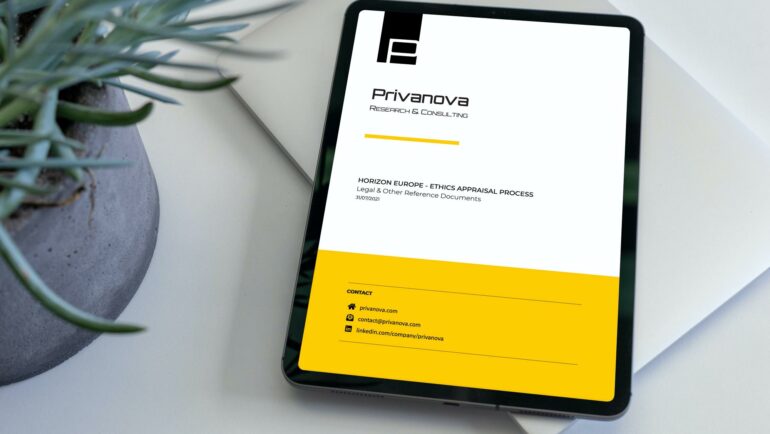 Privanova
RESEARCH & CONSULTING
HORIZON EUROPE - ETHICS APPRAISAL PROCESS
Legal & Other Reference Documents
31/07/2021
CONTACT
privanova.com
contact@privanova.com
linkedin.com/company/privanova